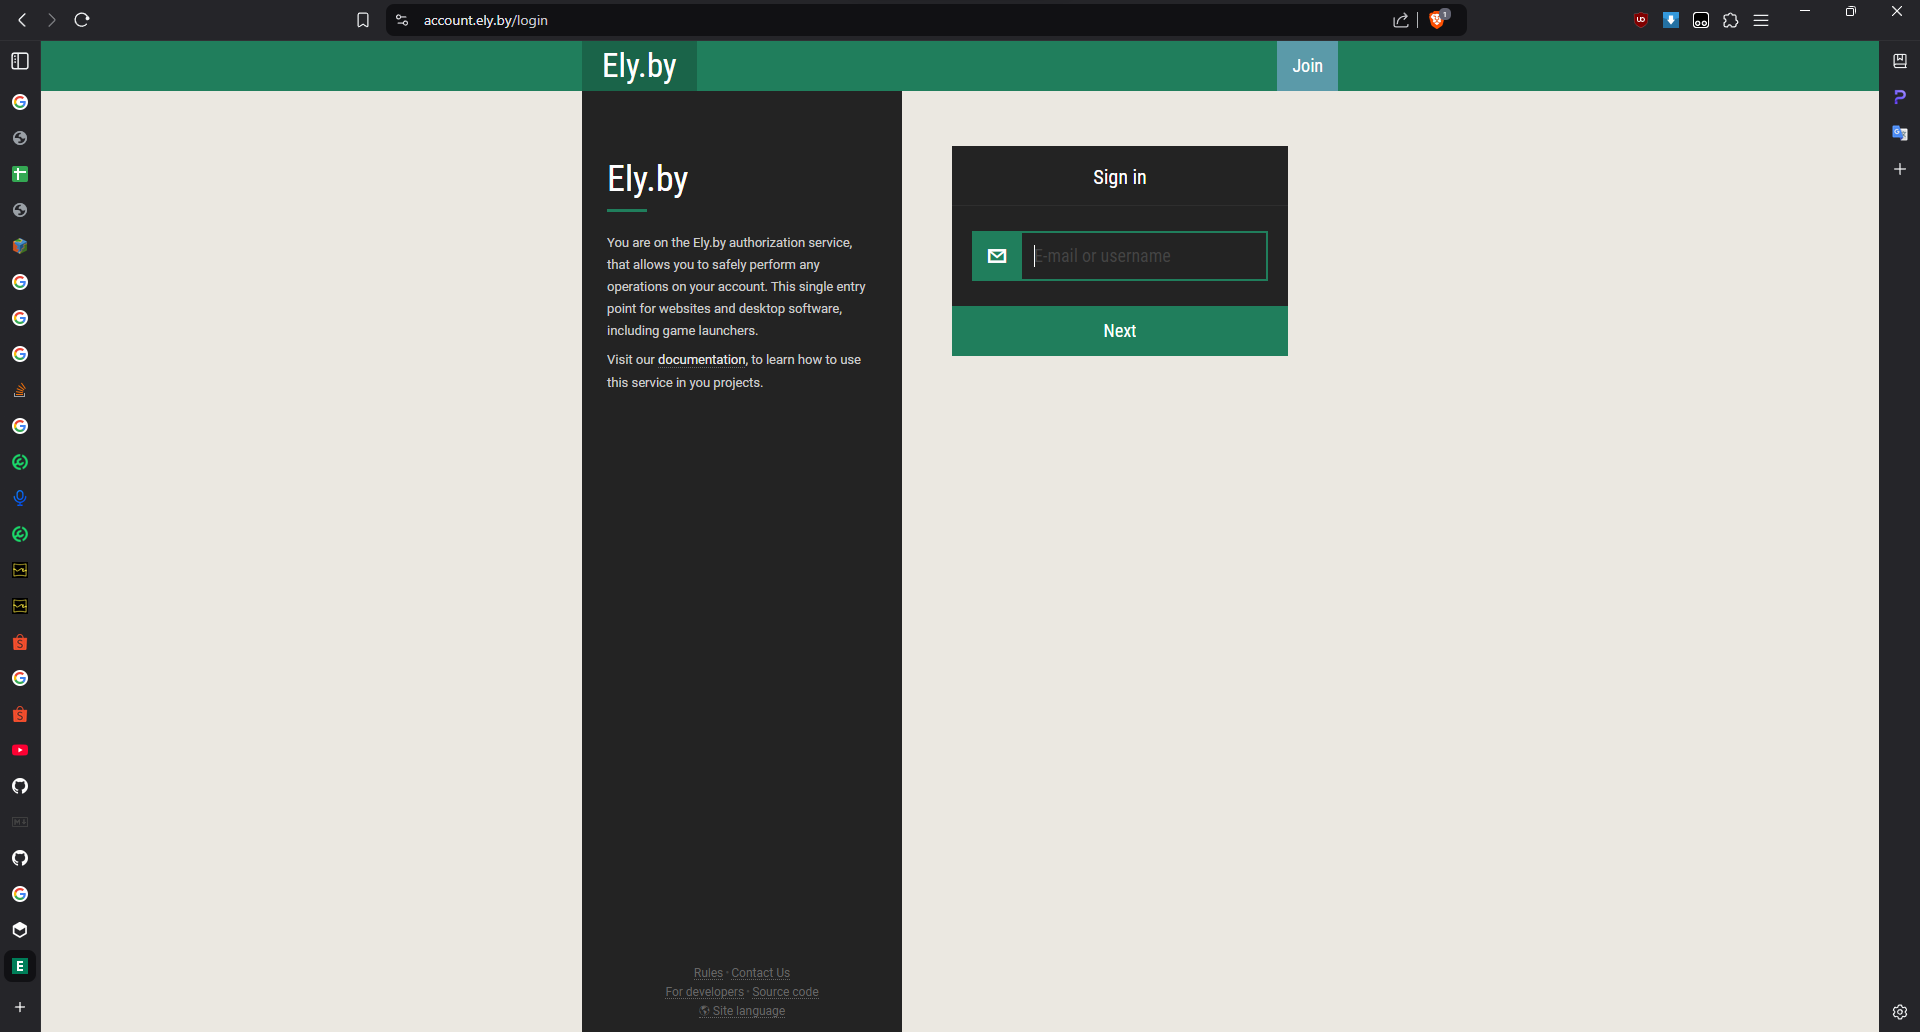 account.ely.by/login
1
Ely.by
Join
Ely.by
You are on the Ely.by authorization service,
that allows you to safely perform any
operations on your account. This single entry
point for websites and desktop software,
including game launchers.
Visit our documentation, to learn how to use
this service in you projects.
Sign in
E-mail or username
Next
Rules · Contact Us
For developers · Source code
Site language
E